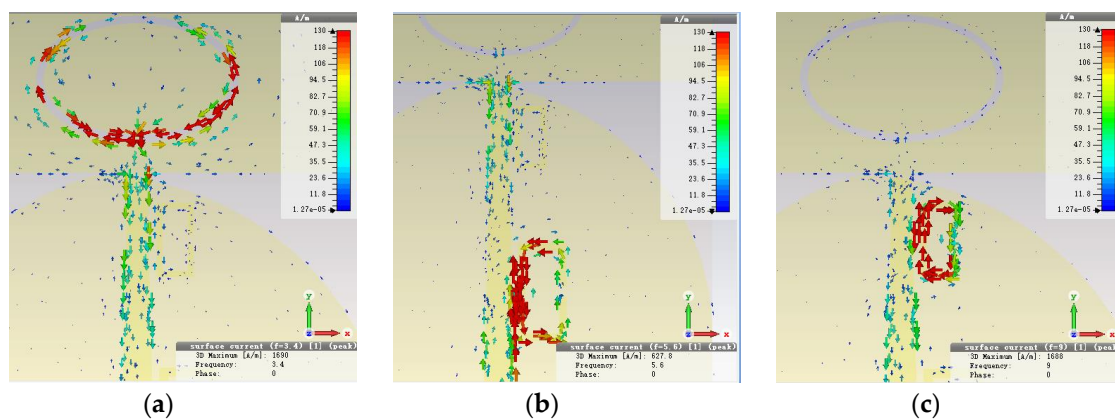 A/m
130
118
106
94.5
82.7
70.9
59.1
47.3
35.5
23.6
11.8
1.27e-05
y
x
surface current (f=3.4) [1] (peak)
3D Maximum [A/m]: 1690
Frequency: 3.4
Phase: 0
(a)
A/m
130
118
106
94.5
82.7
70.9
59.1
47.3
35.5
23.6
11.8
1.27e-05
y
x
surface current (f=5.6) [1] (peak)
3D Maximum [A/m]: 627.8
Frequency: 5.6
Phase: 0
(b)
A/m
130
118
106
94.5
82.7
70.9
59.1
47.3
35.5
23.6
11.8
1.27e-05
y
x
surface current (f=9) [1] (peak)
3D Maximum [A/m]: 1688
Frequency: 9
Phase: 0
(c)